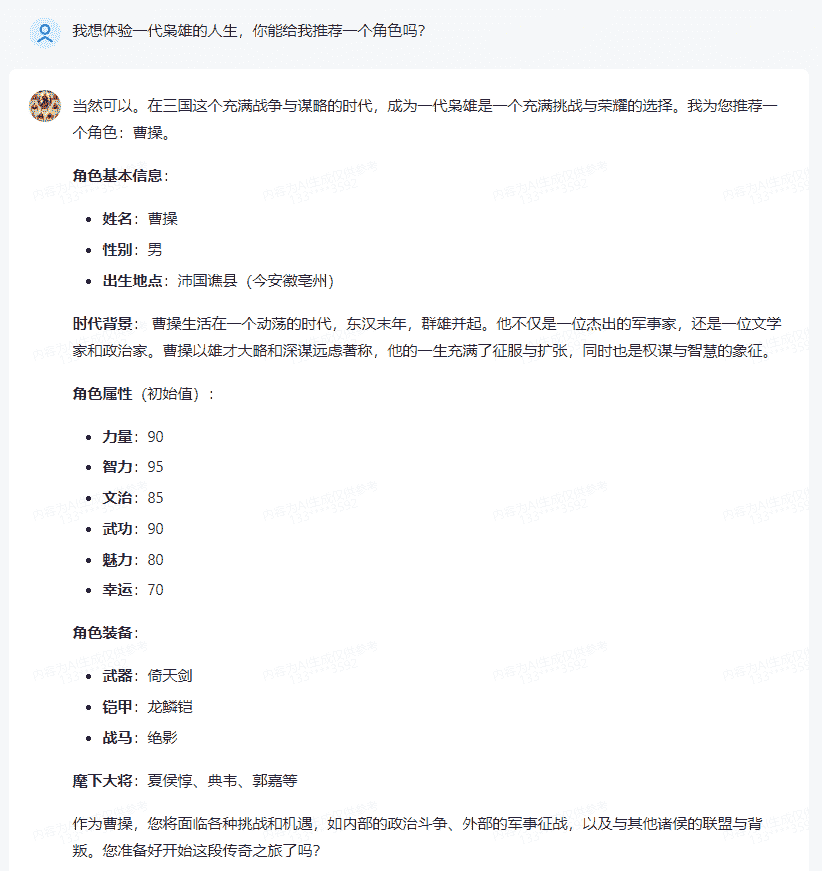 我想体验一代枭雄的人生，你能给我推荐一个角色吗？
当然可以。在三国这个充满战争与谋略的时代，成为一代枭雄是一个充满挑战与荣耀的选择。我为您推荐一
个角色：曹操。
角色基本信息：
• 姓名：曹操
• 性别：男
• 出生地点：沛国谯县（今安徽亳州）
时代背景： 曹操生活在一个动荡的时代，东汉末年，群雄并起。他不仅是一位杰出的军事家，还是一位文学
家和政治家。曹操以雄才大略和深谋远虑著称，他的一生充满了征服与扩张，同时也是权谋与智慧的象征。
角色属性（初始值）：
• 力量：90
• 智力：95
• 文治：85
• 武功：90
• 魅力：80
• 幸运：70
角色装备：
• 武器：倚天剑
• 铠甲：龙鳞铠
• 战马：绝影
麾下大将：夏侯惇、典韦、郭嘉等
作为曹操，您将面临各种挑战和机遇，如内部的政治斗争、外部的军事征战，以及与其他诸侯的联盟与背
叛。您准备好开始这段传奇之旅了吗？